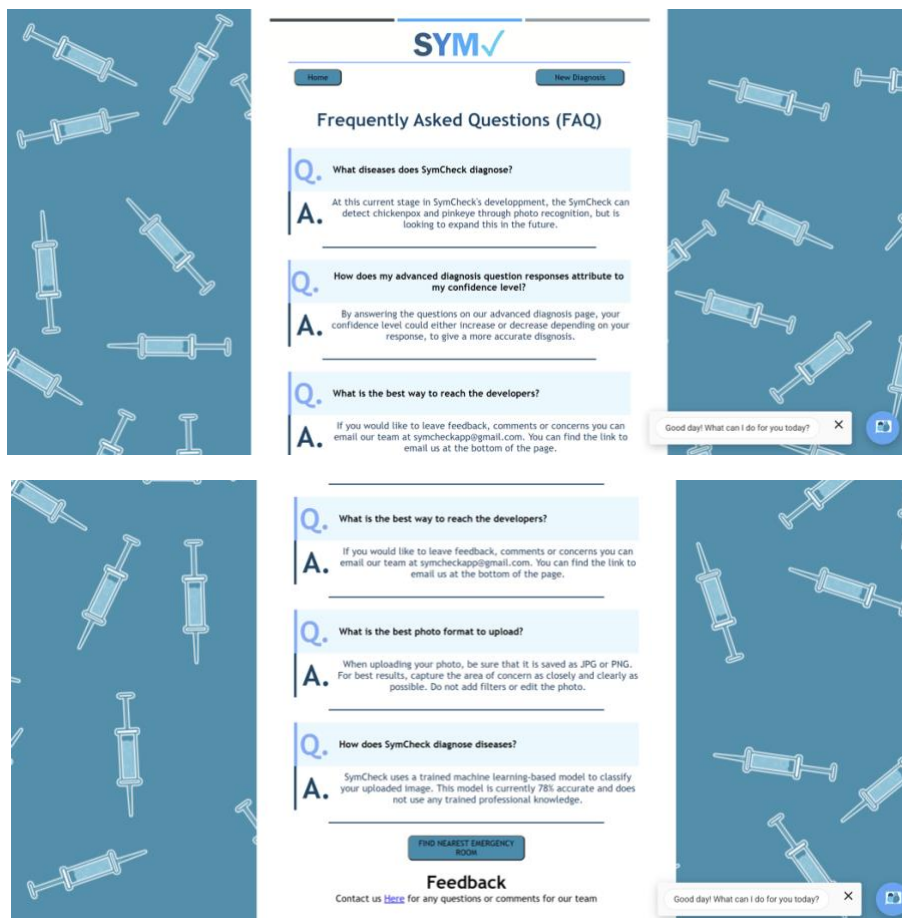 SYM✓
Home
New Diagnosis
Frequently Asked Questions (FAQ)
Q. What diseases does SymCheck diagnose?
A. At this current stage in SymCheck's developpment, the SymCheck can
detect chickenpox and pinkeye through photo recognition, but is
looking to expand this in the future.
Q. How does my advanced diagnosis question responses attribute to
my confidence level?
A. By answering the questions on our advanced diagnosis page, your
confidence level could either increase or decrease depending on your
response, to give a more accurate disgnosis.
Q. What is the best way to reach the developers?
A. If you would like to leave feedback, comments or concerns you can
email our team at symcheckapp@gmail.com. You can find the link to
email us at the bottom of the page.
Good day! What can I do for you today?
Q. What is the best way to reach the developers?
A. If you would like to leave feedback, comments or concerns you can
email our team at symcheckapp@gmail.com. You can find the link to
email us at the bottom of the page.
Q. What is the best photo format to upload?
A. When uploading your photo, be sure that it is saved as JPG or PNG.
For best results, capture the area of concern as closely and clearly as
possible. Do not add filters or edit the photo.
Q. How does SymCheck diagnose diseases?
A. SymCheck uses a trained machine learning-based model to classify
your uploaded image. This model is currently 78% accurate and does
not use any trained professional knowledge.
FIND NEAREST EMERGENCY
ROOM
Feedback
Contact us Here for any questions or comments for our team
Good day! What can I do for you today?